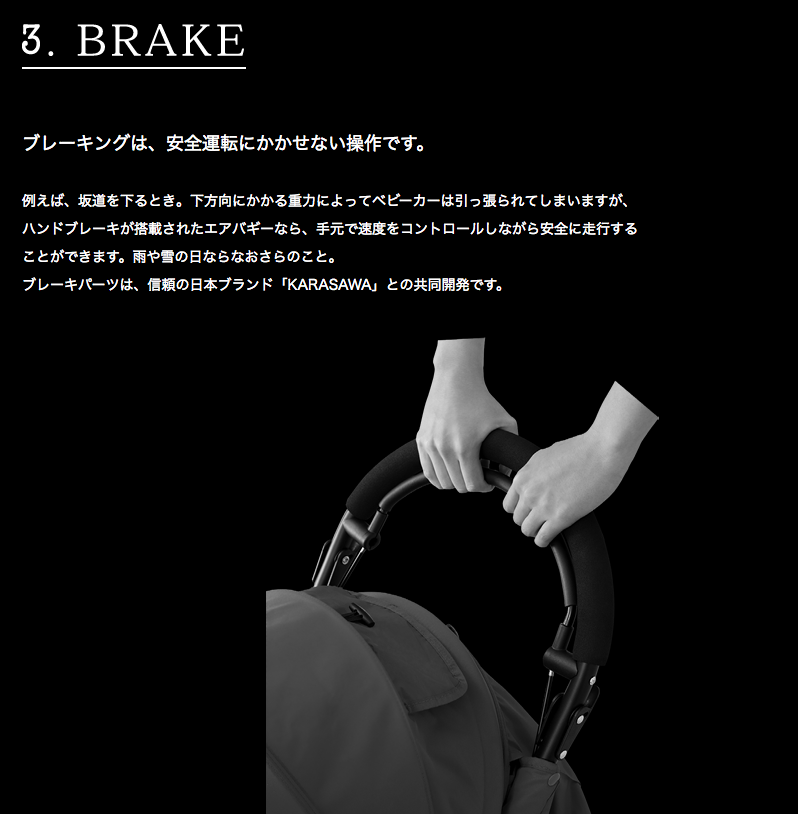 3. BRAKE
ブレーキングは、安全運転にかかせない操作です。
例えば、坂道を下るとき。下方向にかかる重力によってベビーカーは引っ張られてしまいますが、
ハンドブレーキが搭載されたエアバギーなら、手元で速度をコントロールしながら安全に走行する
ことができます。雨や雪の日ならなおさらのこと。
ブレーキパーツは、信頼の日本ブランド「KARASAWA」との共同開発です。